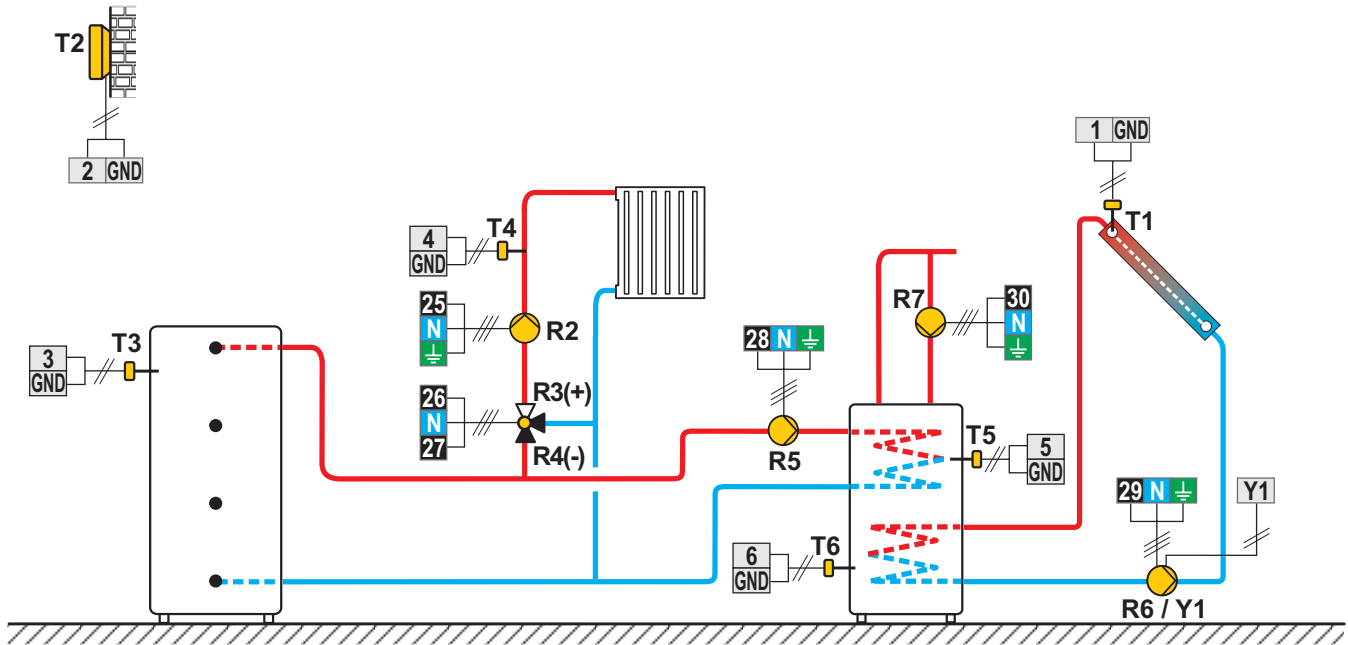 T2
2 GND
1 GND
T1
4
GND
T4
25
N
R2
R7
30
N
3
GND
T3
28 N
26
N
27
R3(+)
R4(-)
R5
T5
5
GND
29 N
Y1
6
GND
T6
R6 / Y1